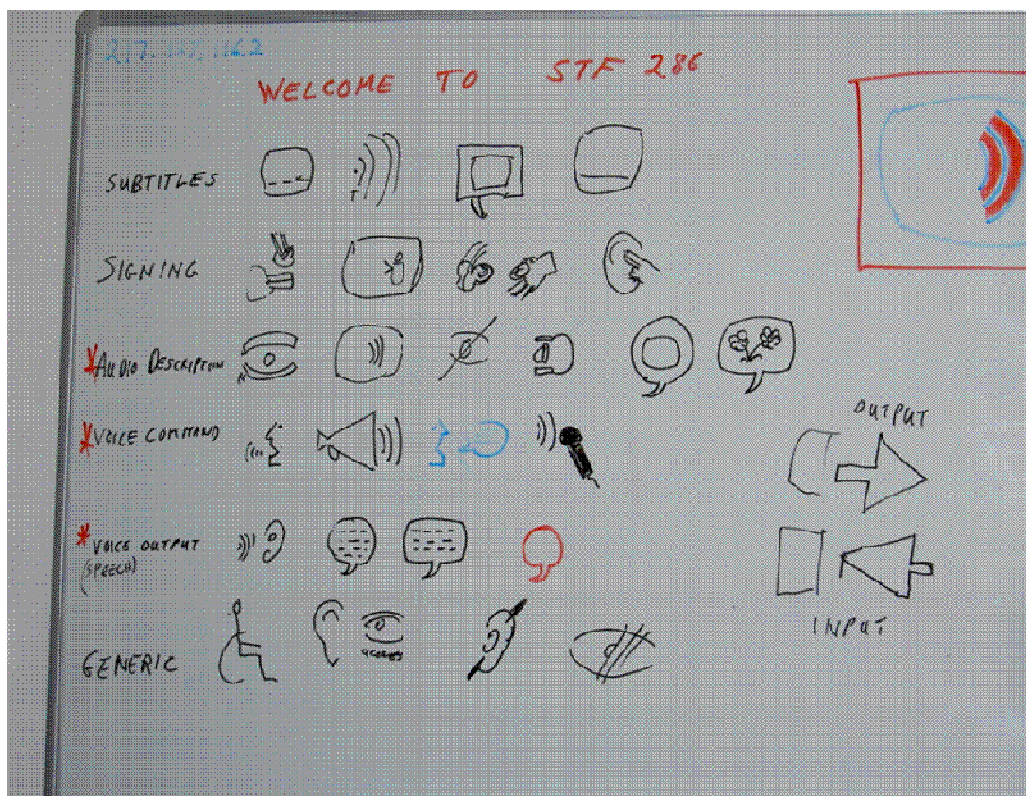 WELCOME TO STF 286
SUBTITLES
SIGNING
*AUDIO DESCRIPTION
*VOICE COMMAND
*VOICE OUTPUT
(SPEECH)
GENERIC
OUTPUT
INPUT